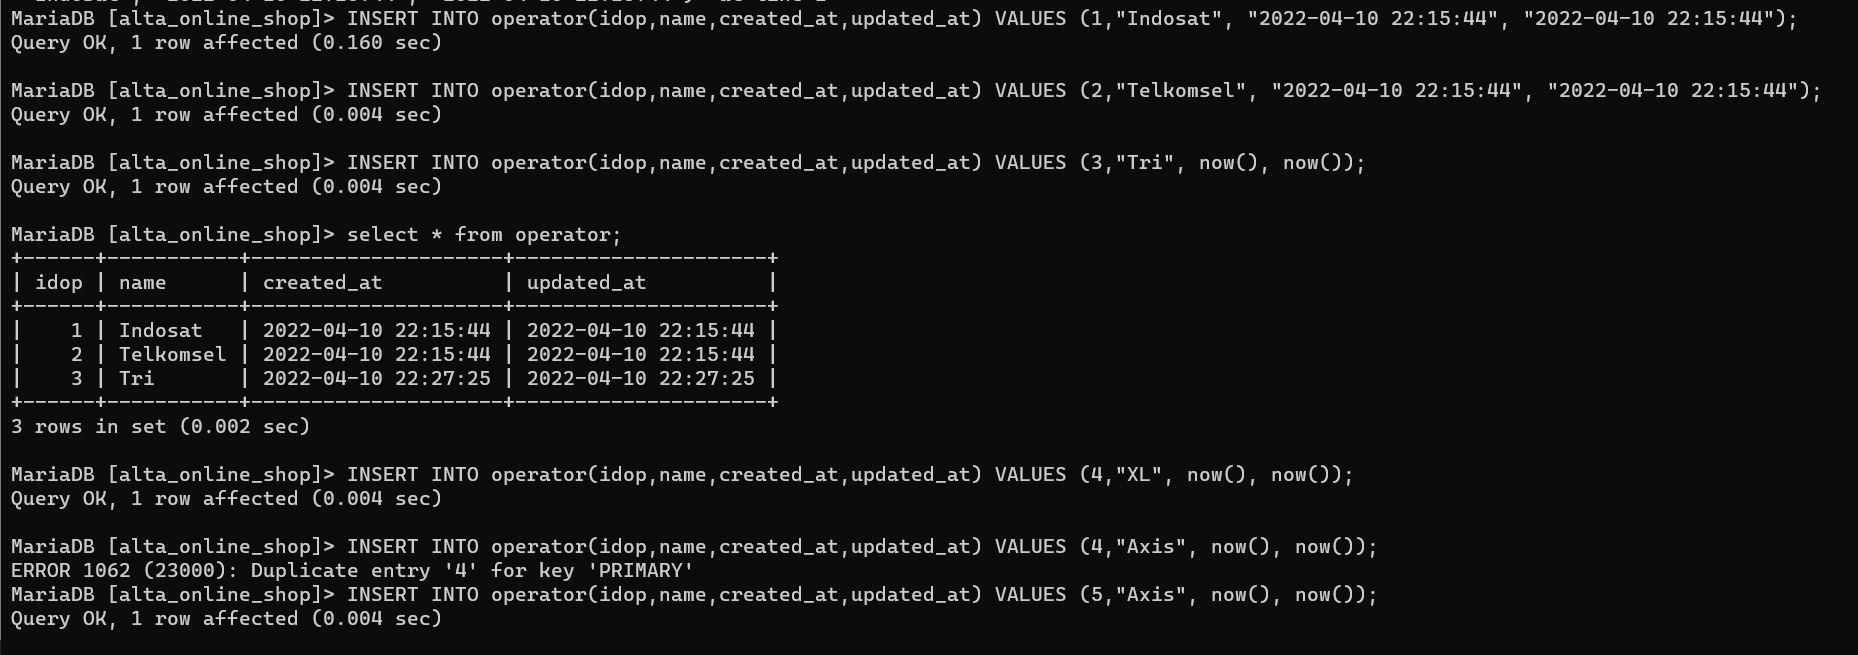 MariaDB [alta_online_shop]> INSERT INTO operator(idop,name,created_at,updated_at) VALUES (1,"Indosat", "2022-04-10 22:15:44", "2022-04-10 22:15:44");
Query OK, 1 row affected (0.160 sec)
MariaDB [alta_online_shop]> INSERT INTO operator(idop,name,created_at,updated_at) VALUES (2,"Telkomsel", "2022-04-10 22:15:44", "2022-04-10 22:15:44");
Query OK, 1 row affected (0.004 sec)
MariaDB [alta_online_shop]> INSERT INTO operator(idop,name,created_at,updated_at) VALUES (3,"Tri", now(), now());
Query OK, 1 row affected (0.004 sec)
MariaDB [alta_online_shop]> select * from operator;
+------+-----------+---------------------+---------------------+
| idop | name      | created_at          | updated_at          |
+------+-----------+---------------------+---------------------+
|    1 | Indosat   | 2022-04-10 22:15:44 | 2022-04-10 22:15:44 |
|    2 | Telkomsel | 2022-04-10 22:15:44 | 2022-04-10 22:15:44 |
|    3 | Tri       | 2022-04-10 22:27:25 | 2022-04-10 22:27:25 |
+------+-----------+---------------------+---------------------+
3 rows in set (0.002 sec)
MariaDB [alta_online_shop]> INSERT INTO operator(idop,name,created_at,updated_at) VALUES (4,"XL", now(), now());
Query OK, 1 row affected (0.004 sec)
MariaDB [alta_online_shop]> INSERT INTO operator(idop,name,created_at,updated_at) VALUES (4,"Axis", now(), now());
ERROR 1062 (23000): Duplicate entry '4' for key 'PRIMARY'
MariaDB [alta_online_shop]> INSERT INTO operator(idop,name,created_at,updated_at) VALUES (5,"Axis", now(), now());
Query OK, 1 row affected (0.004 sec)